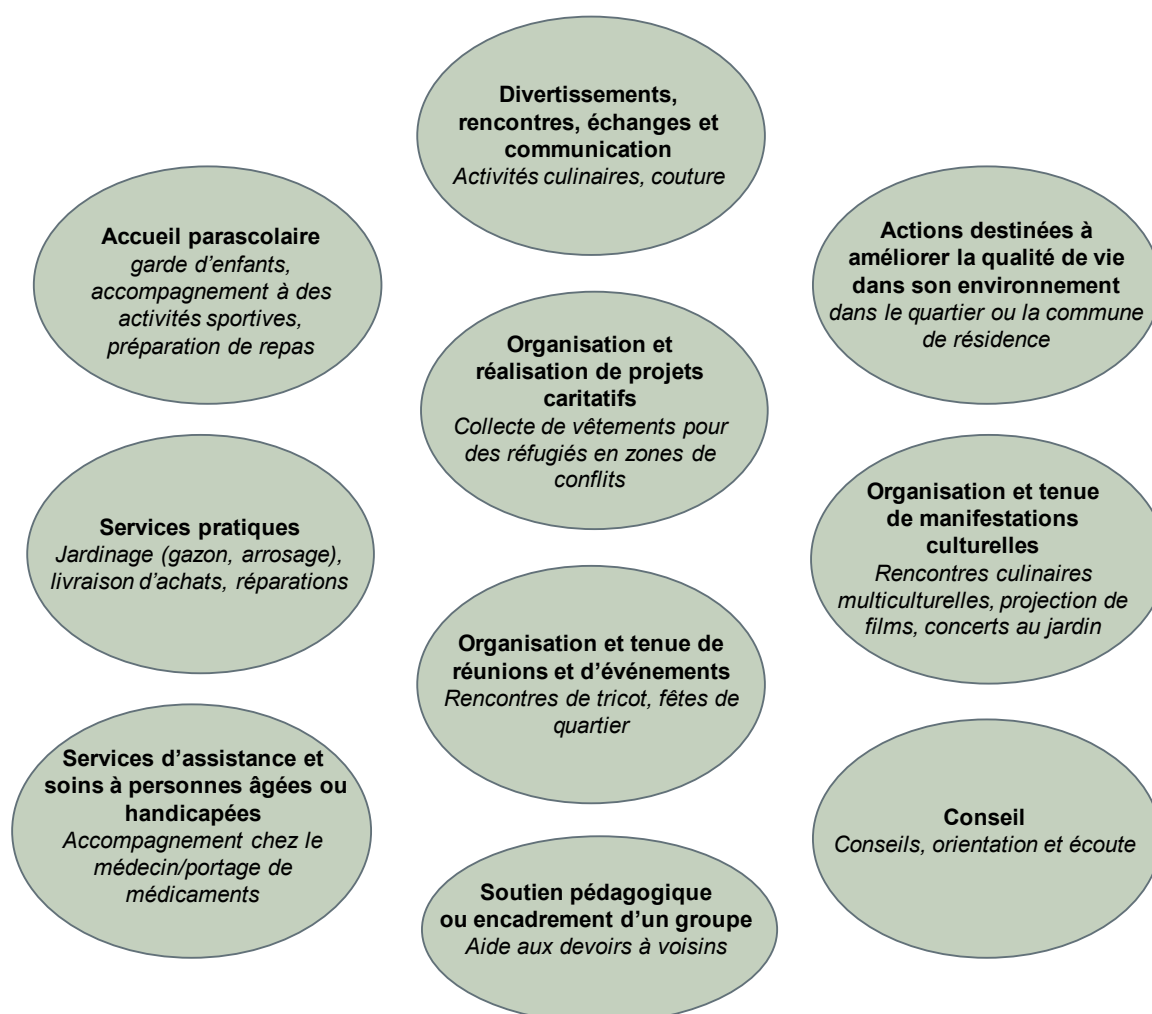 Divertissements,
rencontres, échanges et
communication
Activités culinaires, couture
Accueil parascolaire
garde d'enfants,
accompagnement à des
activités sportives,
préparation de repas
Actions destinées à
améliorer la qualité de vie
dans son environnement
dans le quartier ou la commune
de résidence
Organisation et
réalisation de projets
caritatifs
Collecte de vêtements pour
des réfugiés en zones de
conflits
Services pratiques
Jardinage (gazon, arrosage),
livraison d'achats, réparations
Organisation et tenue
de manifestations
culturelles
Rencontres culinaires
multiculturelles, projection de
films, concerts au jardin
Organisation et tenue de
réunions et d'événements
Rencontres de tricot, fêtes de
quartier
Services d'assistance et
soins à personnes âgées ou
handicapées
Accompagnement chez le
médecin/portage de
médicaments
Conseil
Conseils, orientation et écoute
Soutien pédagogique
ou encadrement d'un groupe
Aide aux devoirs à voisins